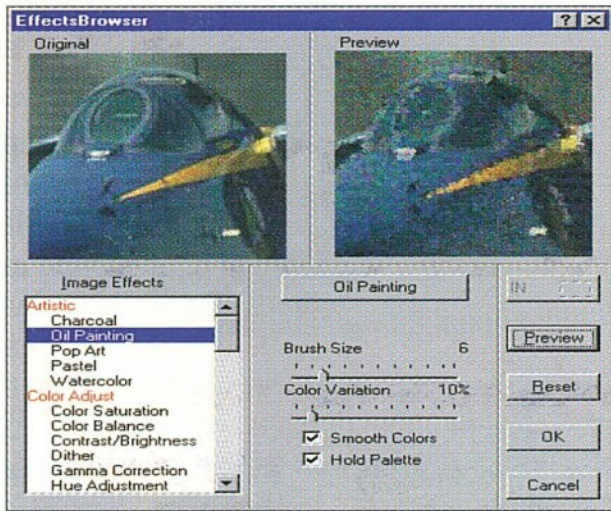 EffectsBrowser
Original
Preview
Image Effects
Artistic
Charcoal
Oil Painting
Pop Art
Pastel
Watercolor
Color Adjust
Color Saturation
Color Balance
Contrast/Brightness
Dither
Gamma Correction
Hue Adjustment
Oil Painting
Brush Size 6
Color Variation 10%
Smooth Colors
Hold Palette
IN
Preview
Reset
OK
Cancel